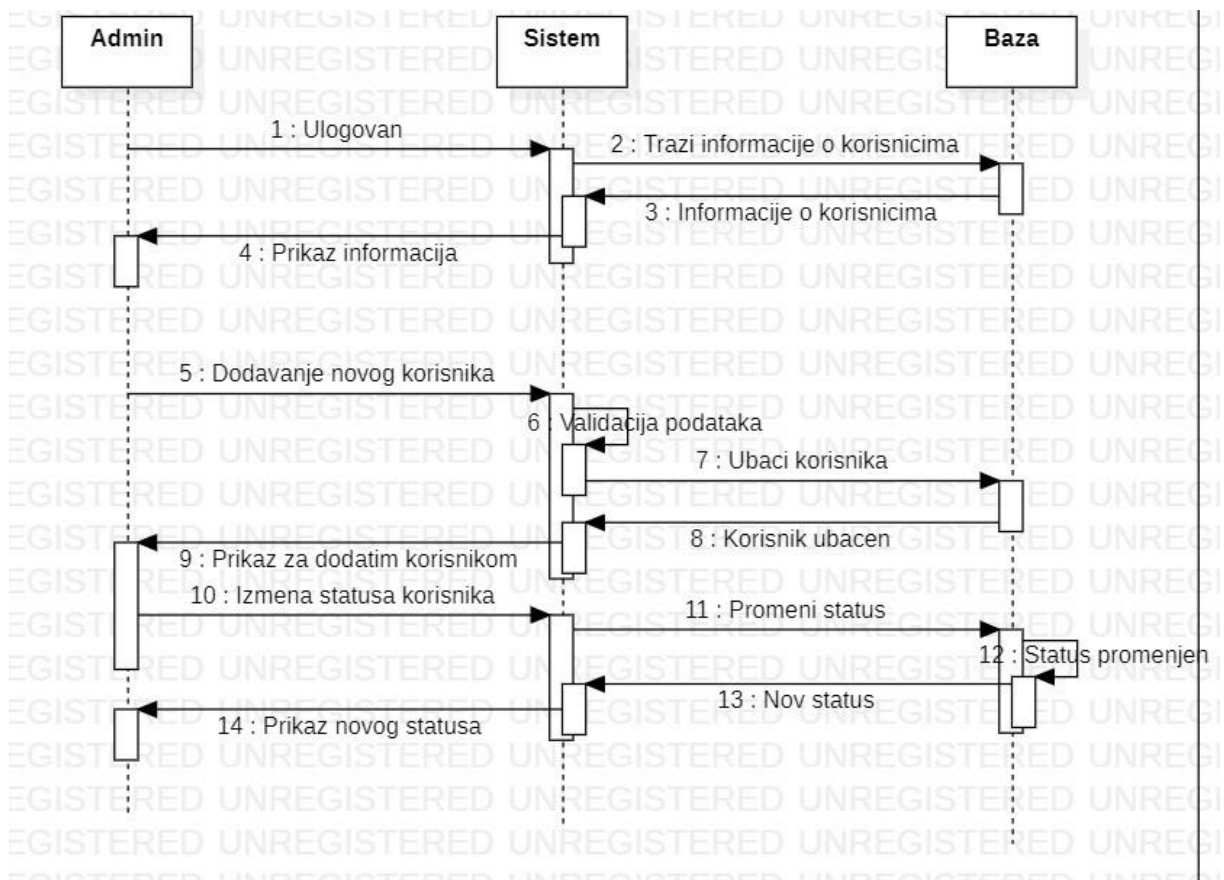 Admin
Sistem
Baza
1 : Ulogovan
2 : Trazi informacije o korisnicima
3 : Informacije o korisnicima
4 : Prikaz informacija
5 : Dodavanje novog korisnika
6 : Validacija podataka
7 : Ubaci korisnika
8 : Korisnik ubacen
9 : Prikaz za dodatim korisnikom
10 : Izmena statusa korisnika
11 : Promeni status
12 : Status promenjen
13 : Nov status
14 : Prikaz novog statusa
UNREGISTERED